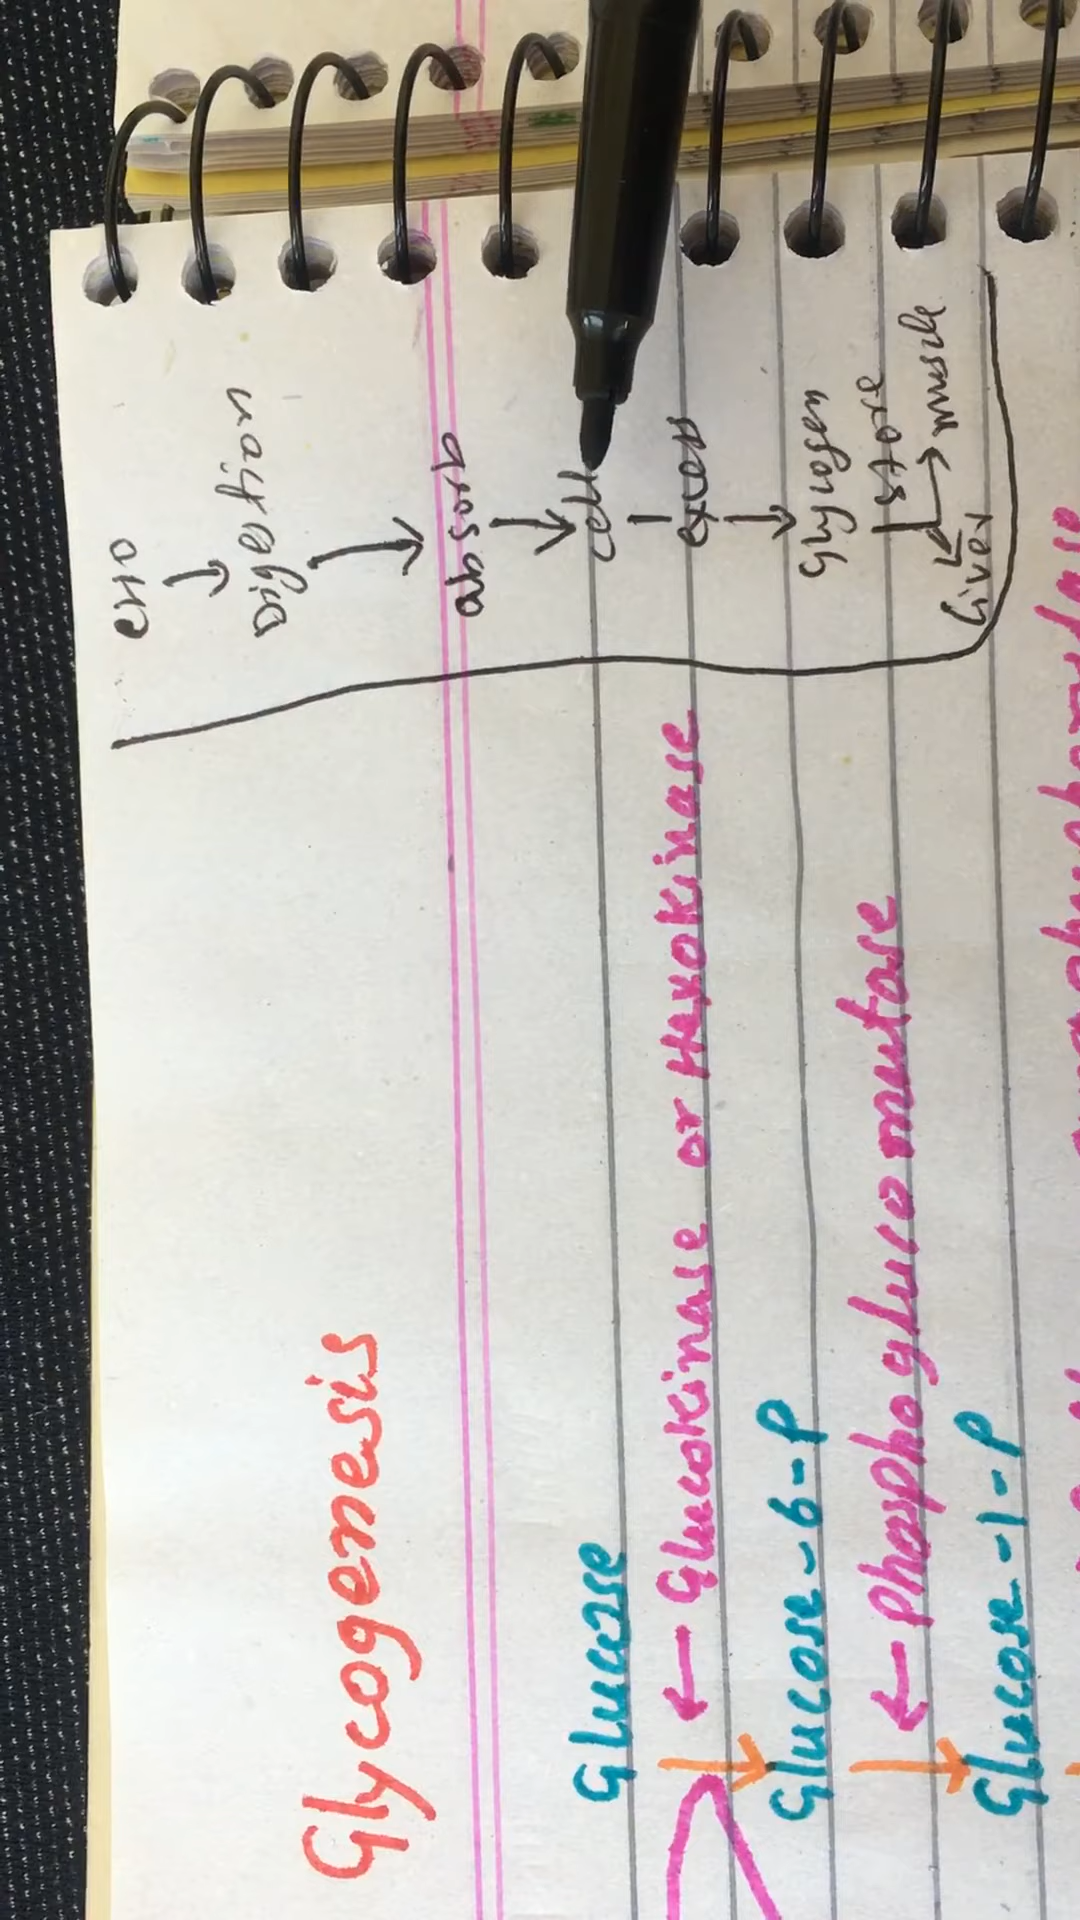 Glycogenesis
CHO
Digestion
absorb
Glucose
cell
← Glucokinase or Hexokinase
excess
Glucose-6-P
Glycogen
← Phosphoglucomutase
store
Glucose-1-P
Liver
muscle